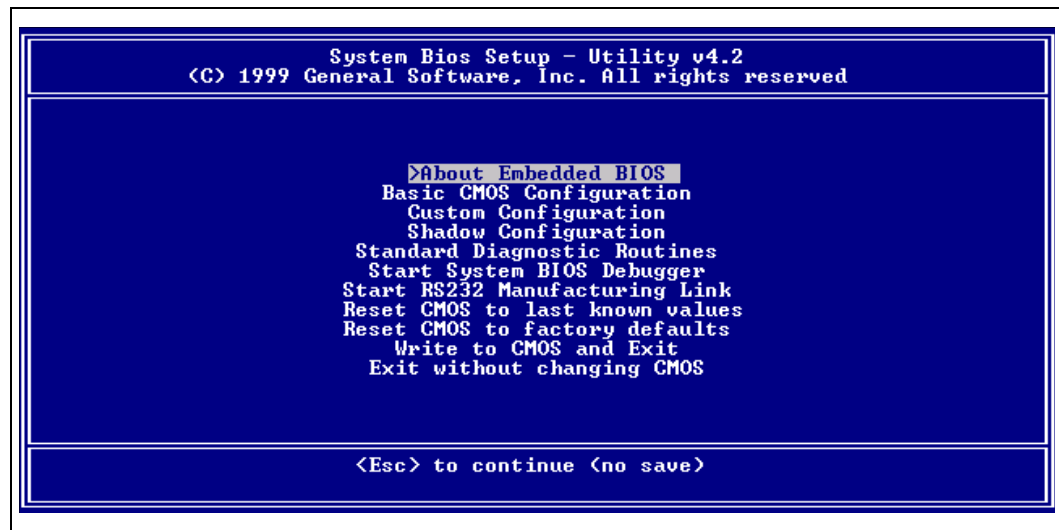 System Bios Setup - Utility v4.2
(C) 1999 General Software, Inc. All rights reserved
>About Embedded BIOS
Basic CMOS Configuration
Custom Configuration
Shadow Configuration
Standard Diagnostic Routines
Start System BIOS Debugger
Start RS232 Manufacturing Link
Reset CMOS to last known values
Reset CMOS to factory defaults
Write to CMOS and Exit
Exit without changing CMOS
<Esc> to continue (no save)